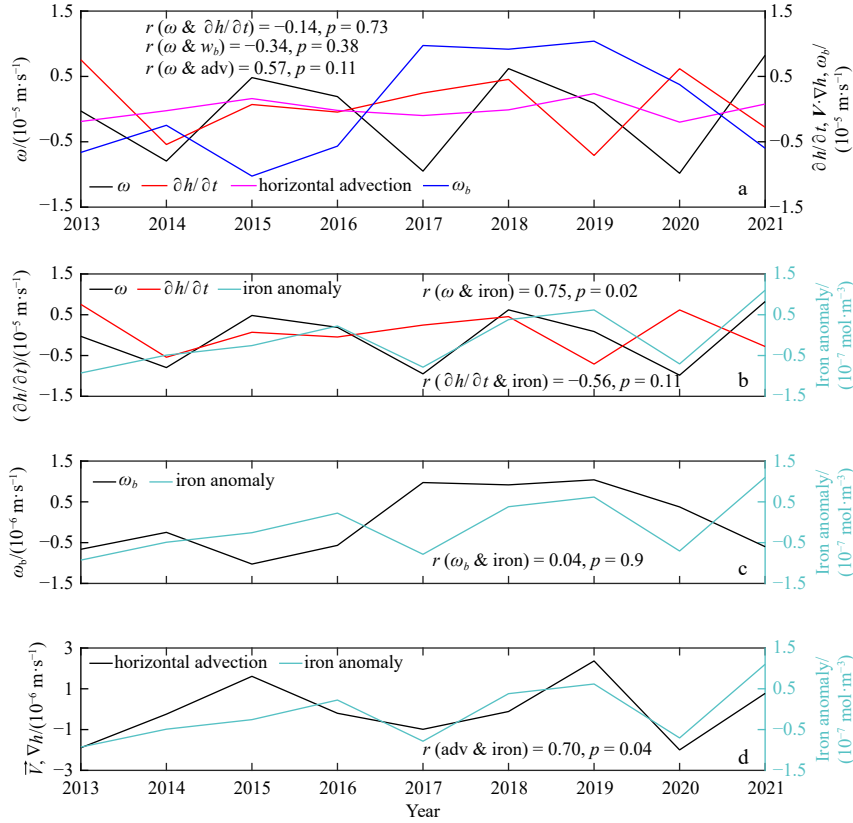 r (ω & ∂h/∂t) = −0.14, p = 0.73
r (ω & w_b) = −0.34, p = 0.38
r (ω & adv) = 0.57, p = 0.11
ω/(10⁻⁵ m·s⁻¹)
0.5
−0.5
−1.5
1.5
0.5
−0.5
−1.5
∂h/∂t, V·∇h, ω_b/
(10⁻⁵ m·s⁻¹)
ω ∂h/∂t horizontal advection ω_b
a
2013 2014 2015 2016 2017 2018 2019 2020 2021
(∂h/∂t)/(10⁻⁵ m·s⁻¹)
1.5
0.5
−0.5
−1.5
ω ∂h/∂t iron anomaly
r (ω & iron) = 0.75, p = 0.02
r (∂h/∂t & iron) = −0.56, p = 0.11
b
1.5
0.5
−0.5
−1.5
Iron anomaly/
(10⁻⁷ mol·m⁻³)
ω_b/(10⁻⁶ m·s⁻¹)
1.5
0.5
−0.5
−1.5
ω_b iron anomaly
r (ω_b & iron) = 0.04, p = 0.9
c
1.5
0.5
−0.5
−1.5
Iron anomaly/
(10⁻⁷ mol·m⁻³)
V⃗, ∇h/(10⁻⁶ m·s⁻¹)
3
1
−1
−3
horizontal advection iron anomaly
r (adv & iron) = 0.70, p = 0.04
d
1.5
0.5
−0.5
−1.5
Iron anomaly/
(10⁻⁷ mol·m⁻³)
2013 2014 2015 2016 2017 2018 2019 2020 2021
Year